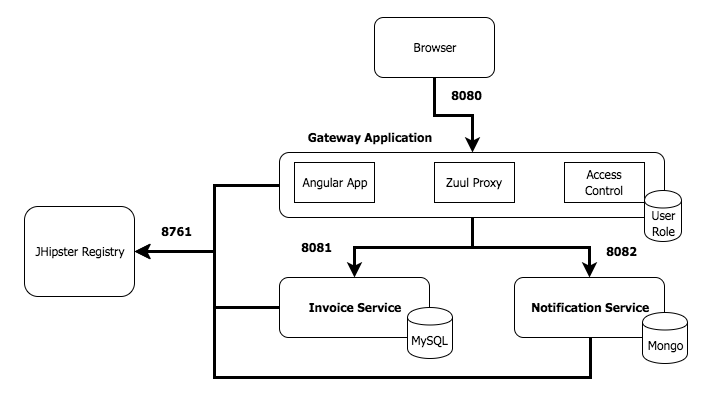 Browser
8080
Gateway Application
Angular App
Zuul Proxy
Access
Control
User
Role
8761
JHipster Registry
8081
8082
Invoice Service
MySQL
Notification Service
Mongo